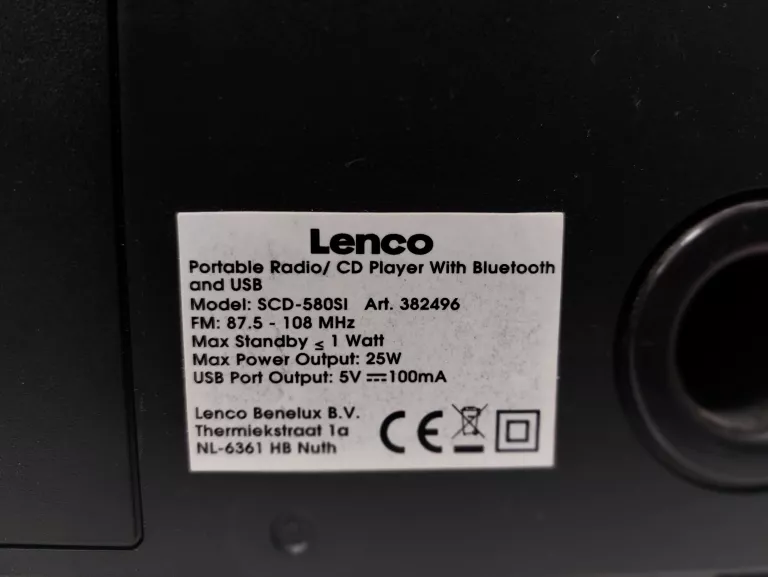 Lenco
Portable Radio/ CD Player With Bluetooth
and USB
Model: SCD-580SI Art. 382496
FM: 87.5 - 108 MHz
Max Standby ≤ 1 Watt
Max Power Output: 25W
USB Port Output: 5V ⎓100mA
Lenco Benelux B.V.
Thermiekstraat 1a
NL-6361 HB Nuth
CE